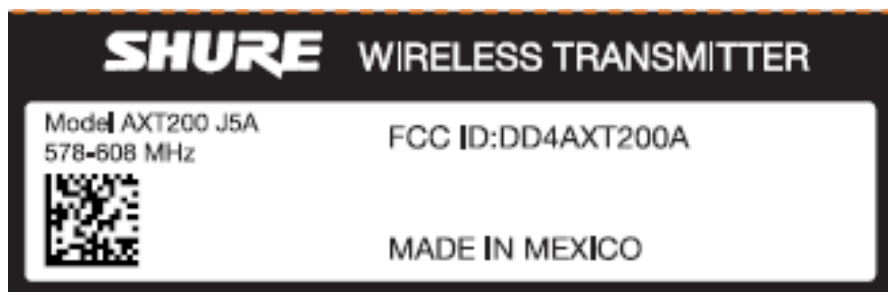 SHURE WIRELESS TRANSMITTER
Model AXT200 J5A
578-608 MHz
FCC ID:DD4AXT200A
MADE IN MEXICO